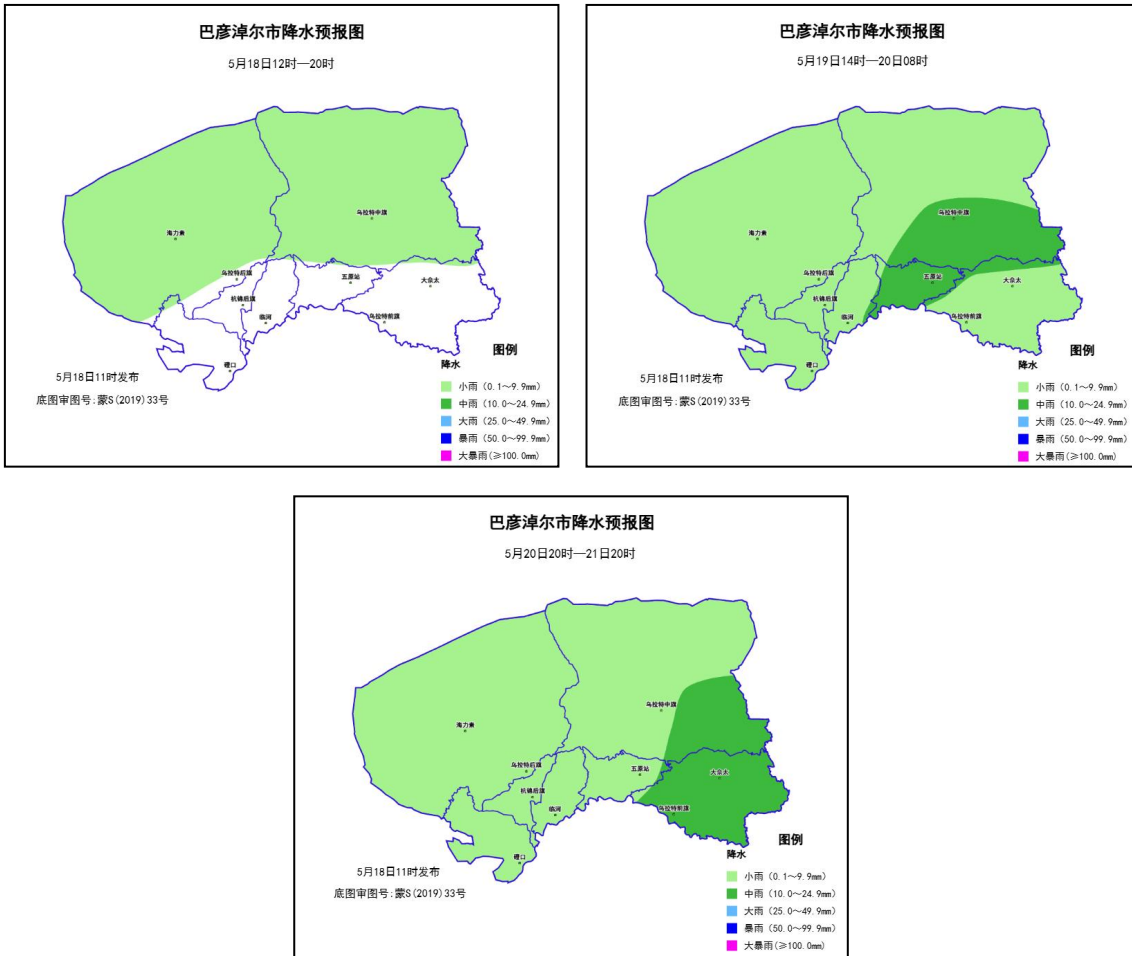 巴彦淖尔市降水预报图
5月18日12时—20时
乌拉特中旗
海力素
乌拉特后旗
五原站
大佘太
杭锦后旗
临河
乌拉特前旗
磴口
图例
降水
5月18日11时发布
小雨（0.1～9.9mm）
底图审图号:蒙S(2019)33号
中雨（10.0～24.9mm）
大雨（25.0～49.9mm）
暴雨（50.0～99.9mm）
大暴雨(≥100.0mm)
巴彦淖尔市降水预报图
5月19日14时—20日08时
乌拉特中旗
海力素
乌拉特后旗
五原站
大佘太
杭锦后旗
临河
乌拉特前旗
磴口
图例
降水
5月18日11时发布
小雨（0.1～9.9mm）
底图审图号:蒙S(2019)33号
中雨（10.0～24.9mm）
大雨（25.0～49.9mm）
暴雨（50.0～99.9mm）
大暴雨(≥100.0mm)
巴彦淖尔市降水预报图
5月20日20时—21日20时
乌拉特中旗
海力素
乌拉特后旗
五原站
大佘太
杭锦后旗
临河
乌拉特前旗
磴口
图例
降水
5月18日11时发布
小雨（0.1～9.9mm）
底图审图号:蒙S(2019)33号
中雨（10.0～24.9mm）
大雨（25.0～49.9mm）
暴雨（50.0～99.9mm）
大暴雨(≥100.0mm)